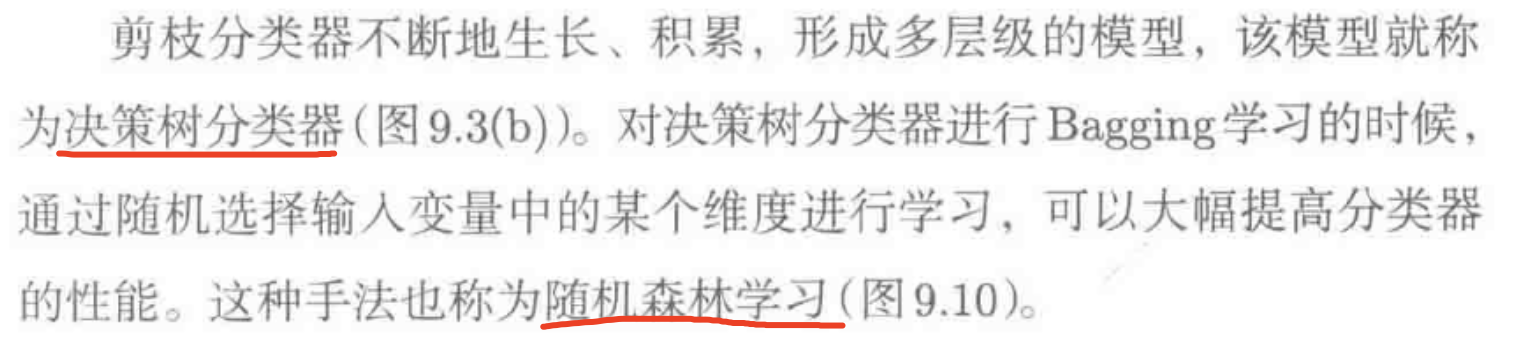 剪枝分类器不断地生长、积累，形成多层级的模型，该模型就称
为决策树分类器(图9.3(b))。对决策树分类器进行Bagging学习的时候，
通过随机选择输入变量中的某个维度进行学习，可以大幅提高分类器
的性能。这种手法也称为随机森林学习(图9.10)。